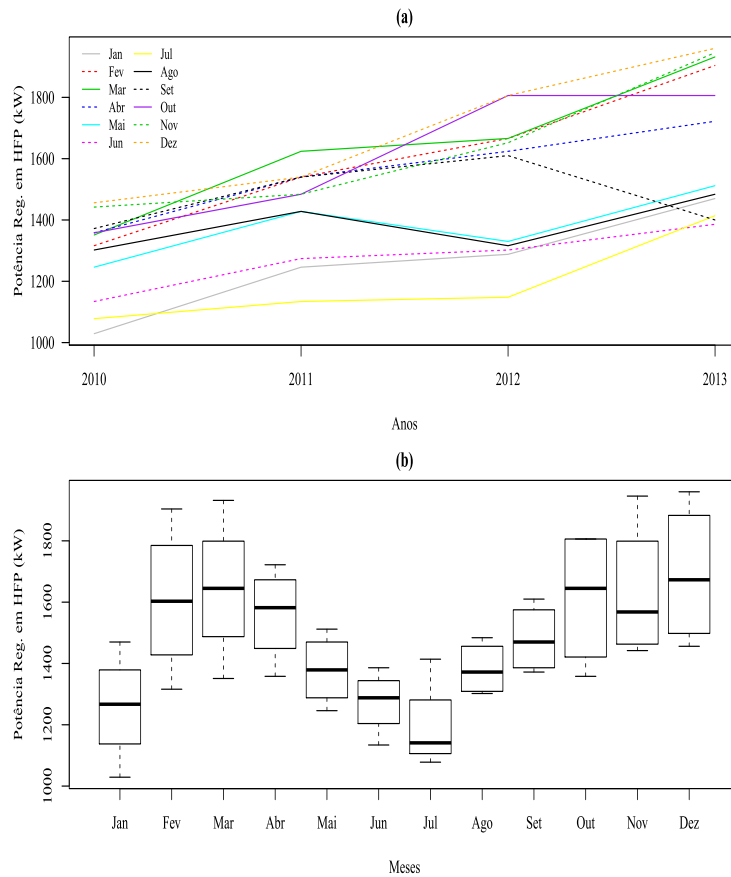 (a)
Potência Reg. em HFP (kW)
1800
1600
1400
1200
1000
Jan Jul
Fev Ago
Mar Set
Abr Out
Mai Nov
Jun Dez
2010 2011 2012 2013
Anos
(b)
Potência Reg. em HFP (kW)
1800
1600
1400
1200
1000
Jan Fev Mar Abr Mai Jun Jul Ago Set Out Nov Dez
Meses